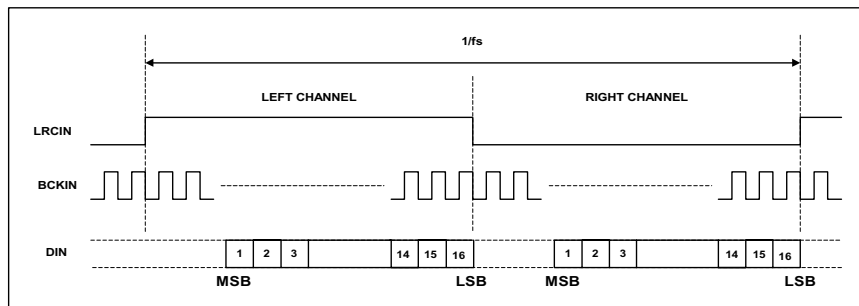 1/fs
LEFT CHANNEL RIGHT CHANNEL
LRCIN
BCKIN
DIN 1 2 3 14 15 16 1 2 3 14 15 16
MSB LSB MSB LSB